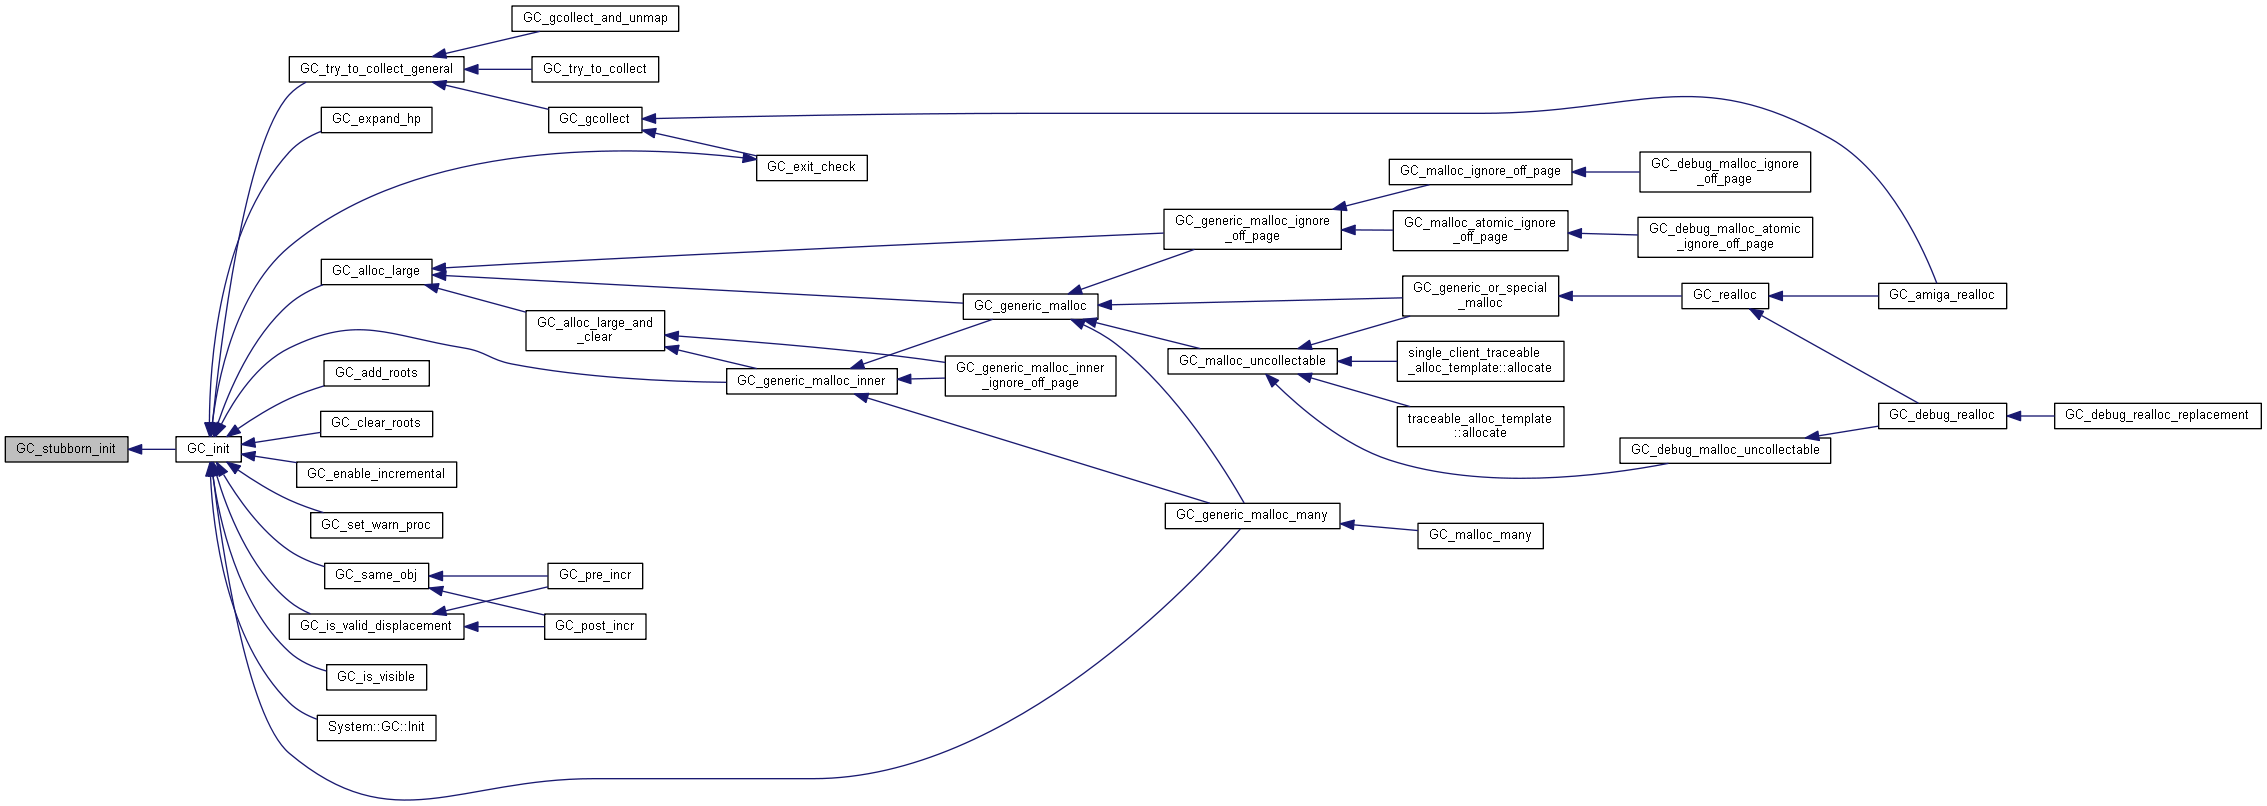 GC_gcollect_and_unmap
GC_try_to_collect_general
GC_try_to_collect
GC_expand_hp
GC_gcollect
GC_exit_check
GC_malloc_ignore_off_page
GC_debug_malloc_ignore
_off_page
GC_generic_malloc_ignore
_off_page
GC_malloc_atomic_ignore
_off_page
GC_debug_malloc_atomic
_ignore_off_page
GC_alloc_large
GC_generic_malloc
GC_generic_or_special
_malloc
GC_realloc
GC_amiga_realloc
GC_alloc_large_and
_clear
GC_malloc_uncollectable
single_client_traceable
_alloc_template::allocate
GC_add_roots
GC_generic_malloc_inner
GC_generic_malloc_inner
_ignore_off_page
GC_clear_roots
traceable_alloc_template
::allocate
GC_debug_realloc
GC_debug_realloc_replacement
GC_stubborn_init
GC_init
GC_debug_malloc_uncollectable
GC_enable_incremental
GC_set_warn_proc
GC_generic_malloc_many
GC_malloc_many
GC_same_obj
GC_pre_incr
GC_is_valid_displacement
GC_post_incr
GC_is_visible
System::GC::Init